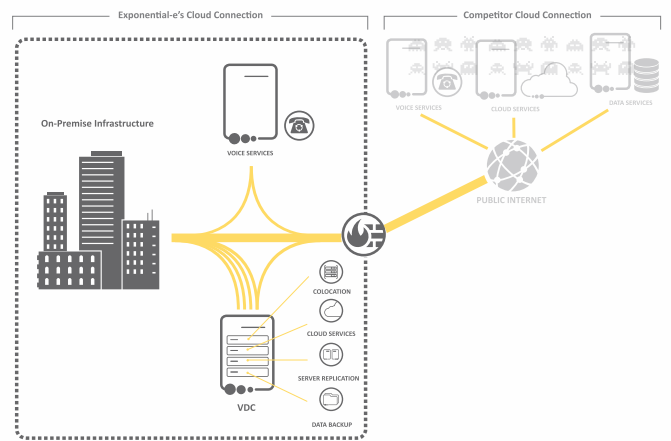 Exponential-e's Cloud Connection
Competitor Cloud Connection
On-Premise Infrastructure
VOICE SERVICES
VOICE SERVICES
CLOUD SERVICES
DATA SERVICES
PUBLIC INTERNET
COLOCATION
CLOUD SERVICES
SERVER REPLICATION
DATA BACKUP
VDC